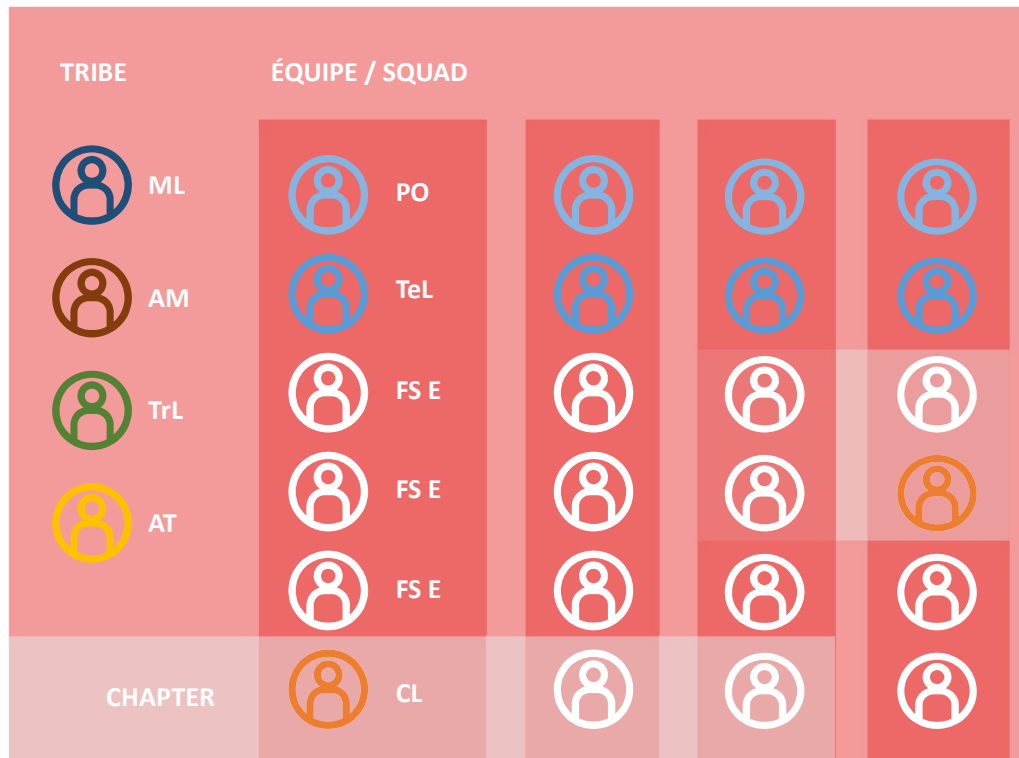 TRIBE
ÉQUIPE / SQUAD
ML
PO
AM
TeL
TrL
FS E
AT
FS E
FS E
CHAPTER
CL